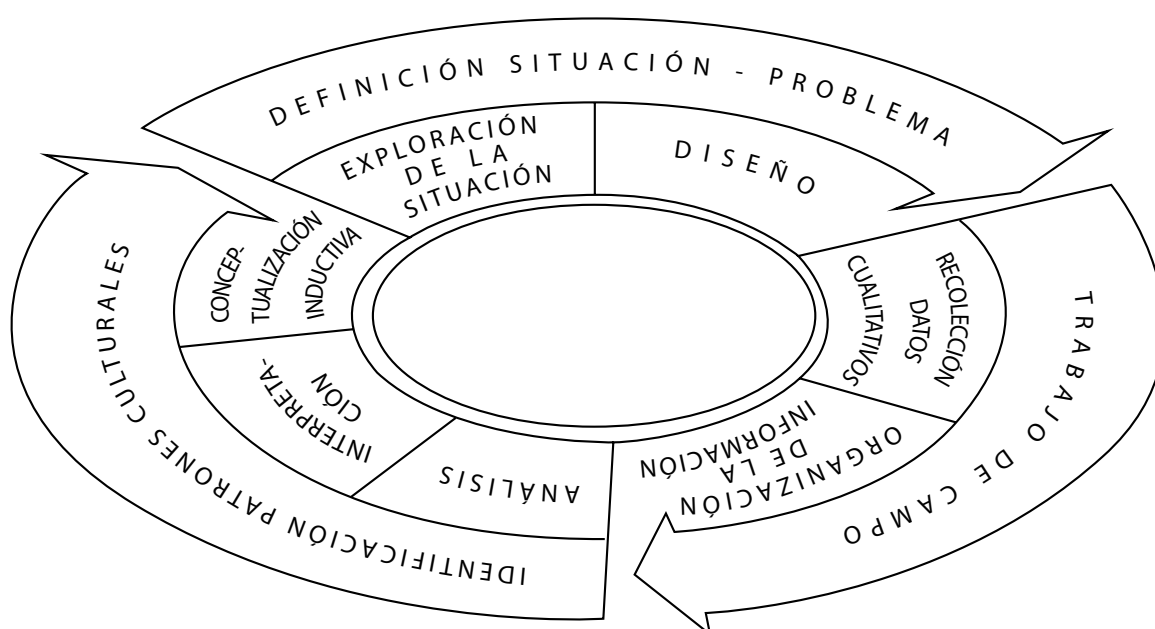 DEFINICIÓN SITUACIÓN - PROBLEMA
EXPLORACIÓN
DE LA
SITUACIÓN
DISEÑO
TRABAJO DE CAMPO
RECOLECCIÓN
DATOS
CUALITATIVOS
ORGANIZACIÓN
DE LA
INFORMACIÓN
IDENTIFICACIÓN PATRONES CULTURALES
ANÁLISIS
INTERPRETA-
CIÓN
CONCEP-
TUALIZACIÓN
INDUCTIVA